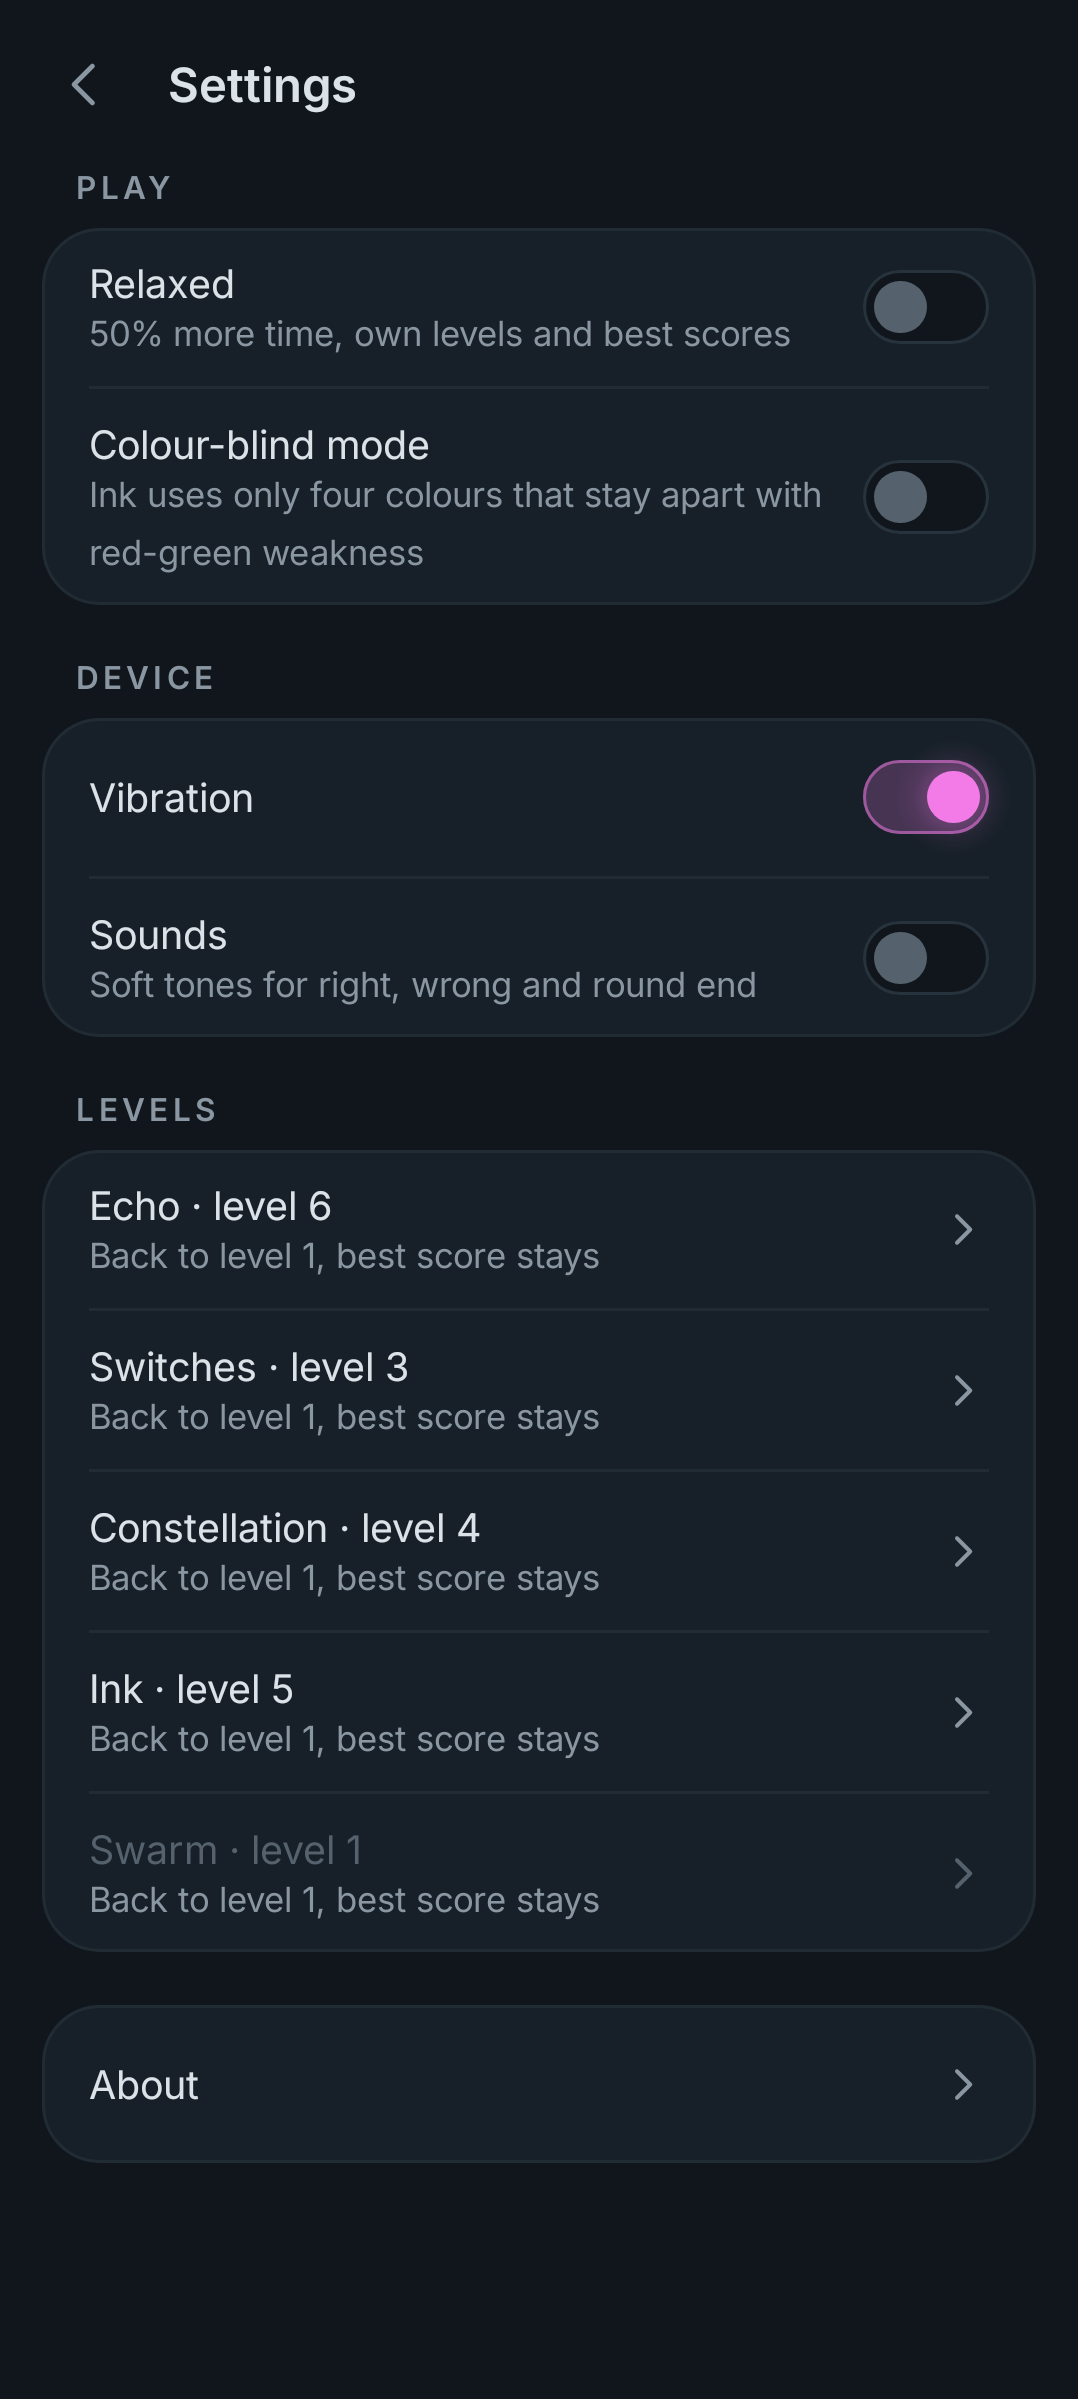 Settings
PLAY
Relaxed
50% more time, own levels and best scores
Colour-blind mode
Ink uses only four colours that stay apart with
red-green weakness
DEVICE
Vibration
Sounds
Soft tones for right, wrong and round end
LEVELS
Echo · level 6
Back to level 1, best score stays
Switches · level 3
Back to level 1, best score stays
Constellation · level 4
Back to level 1, best score stays
Ink · level 5
Back to level 1, best score stays
Swarm · level 1
Back to level 1, best score stays
About